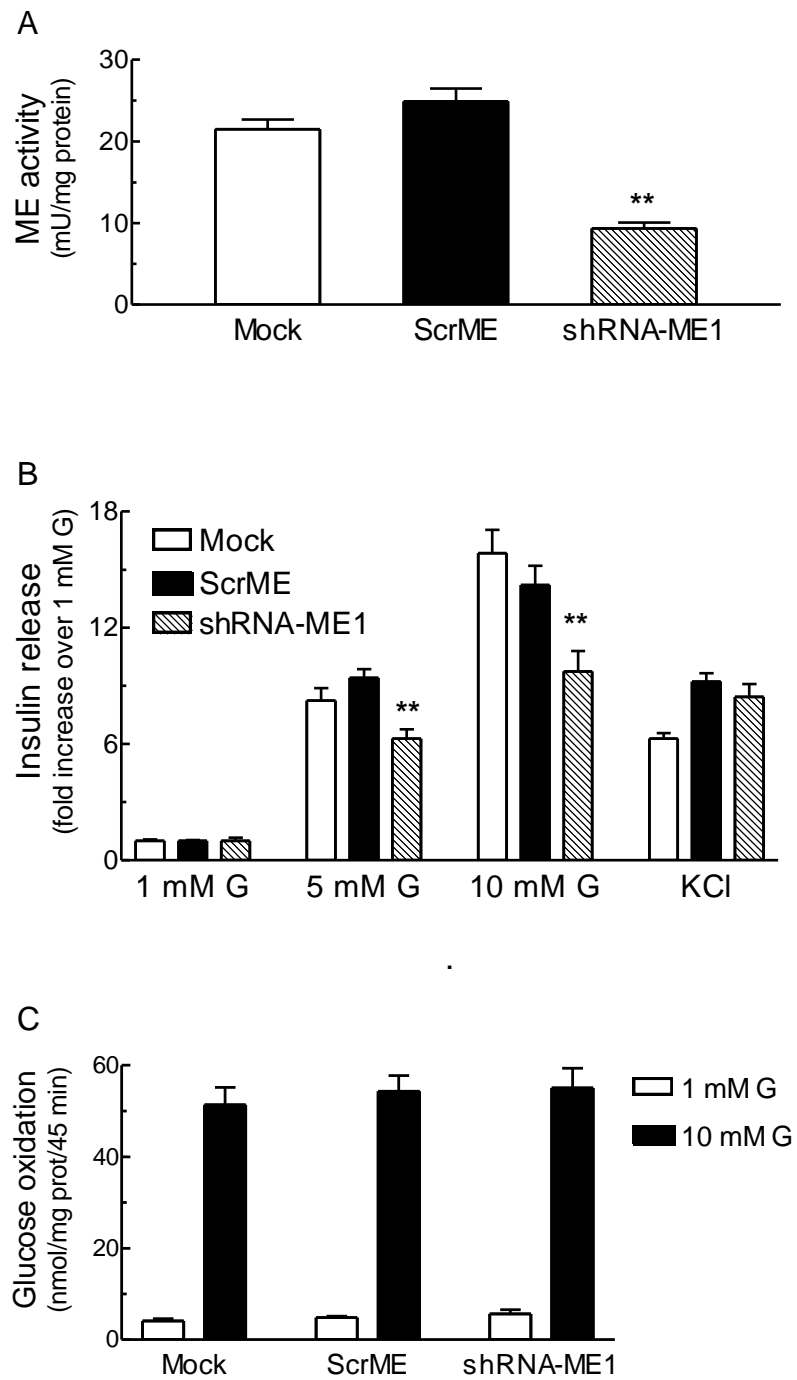 A
ME activity
(mU/mg protein)
30
20
10
0
**
Mock ScrME shRNA-ME1
B
Insulin release
(fold increase over 1 mM G)
18
12
6
0
Mock
ScrME
shRNA-ME1
**
**
1 mM G 5 mM G 10 mM G KCl
.
C
Glucose oxidation
(nmol/mg prot/45 min)
60
40
20
0
1 mM G
10 mM G
Mock ScrME shRNA-ME1